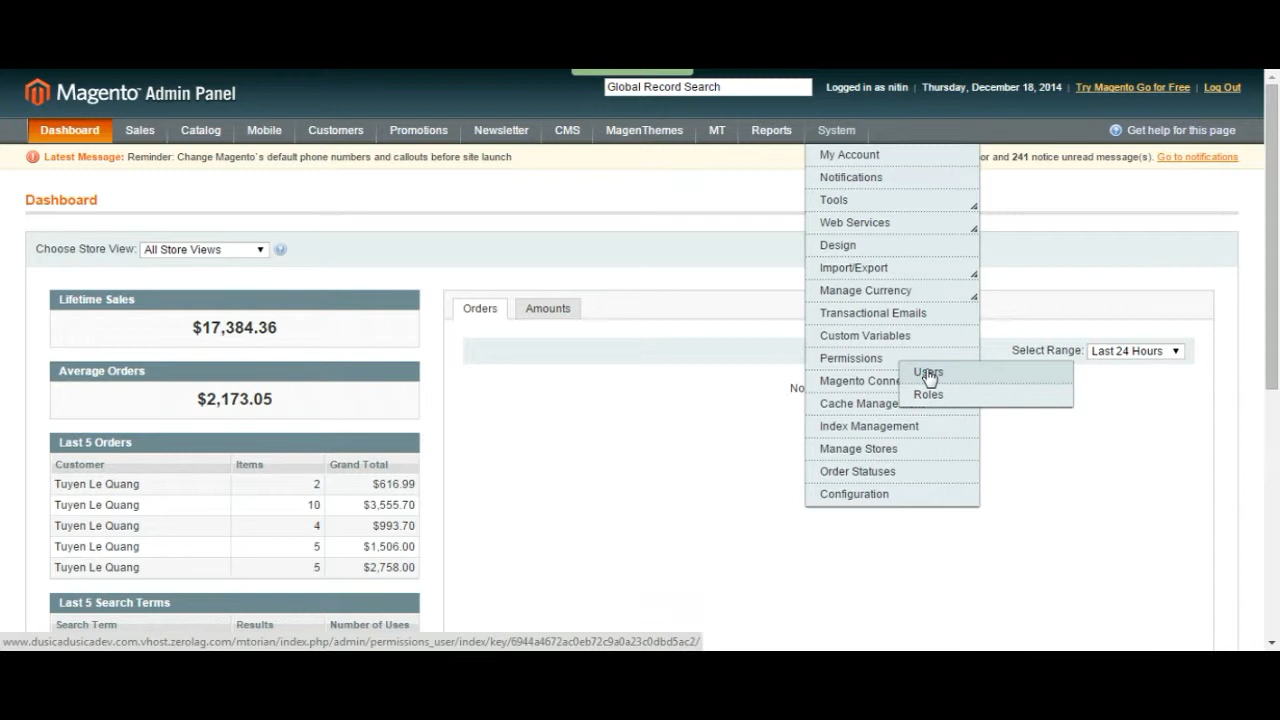 Magento Admin Panel
Global Record Search
Logged in as nitin | Thursday, December 18, 2014 | Try Magento Go for Free | Log Out
Dashboard Sales Catalog Mobile Customers Promotions Newsletter CMS MagenThemes MT Reports System
Get help for this page
Latest Message: Reminder: Change Magento`s default phone numbers and callouts before site launch
or and 241 notice unread message(s). Go to notifications
My Account
Notifications
Tools
Web Services
Design
Import/Export
Manage Currency
Transactional Emails
Custom Variables
Permissions
Magento Conne
Cache Manage
Index Management
Manage Stores
Order Statuses
Configuration
Users
Roles
Dashboard
Choose Store View: All Store Views
Lifetime Sales
$17,384.36
Average Orders
$2,173.05
Last 5 Orders
Customer Items Grand Total
Tuyen Le Quang 2 $616.99
Tuyen Le Quang 10 $3,555.70
Tuyen Le Quang 4 $993.70
Tuyen Le Quang 5 $1,506.00
Tuyen Le Quang 5 $2,758.00
Last 5 Search Terms
Search Term Results Number of Uses
Orders Amounts
Select Range: Last 24 Hours
No
www.dusicadusicadev.com.vhost.zerolag.com/mtorian/index.php/admin/permissions_user/index/key/6944a4672ac0eb72c9a0a23c0dbd5ac2/